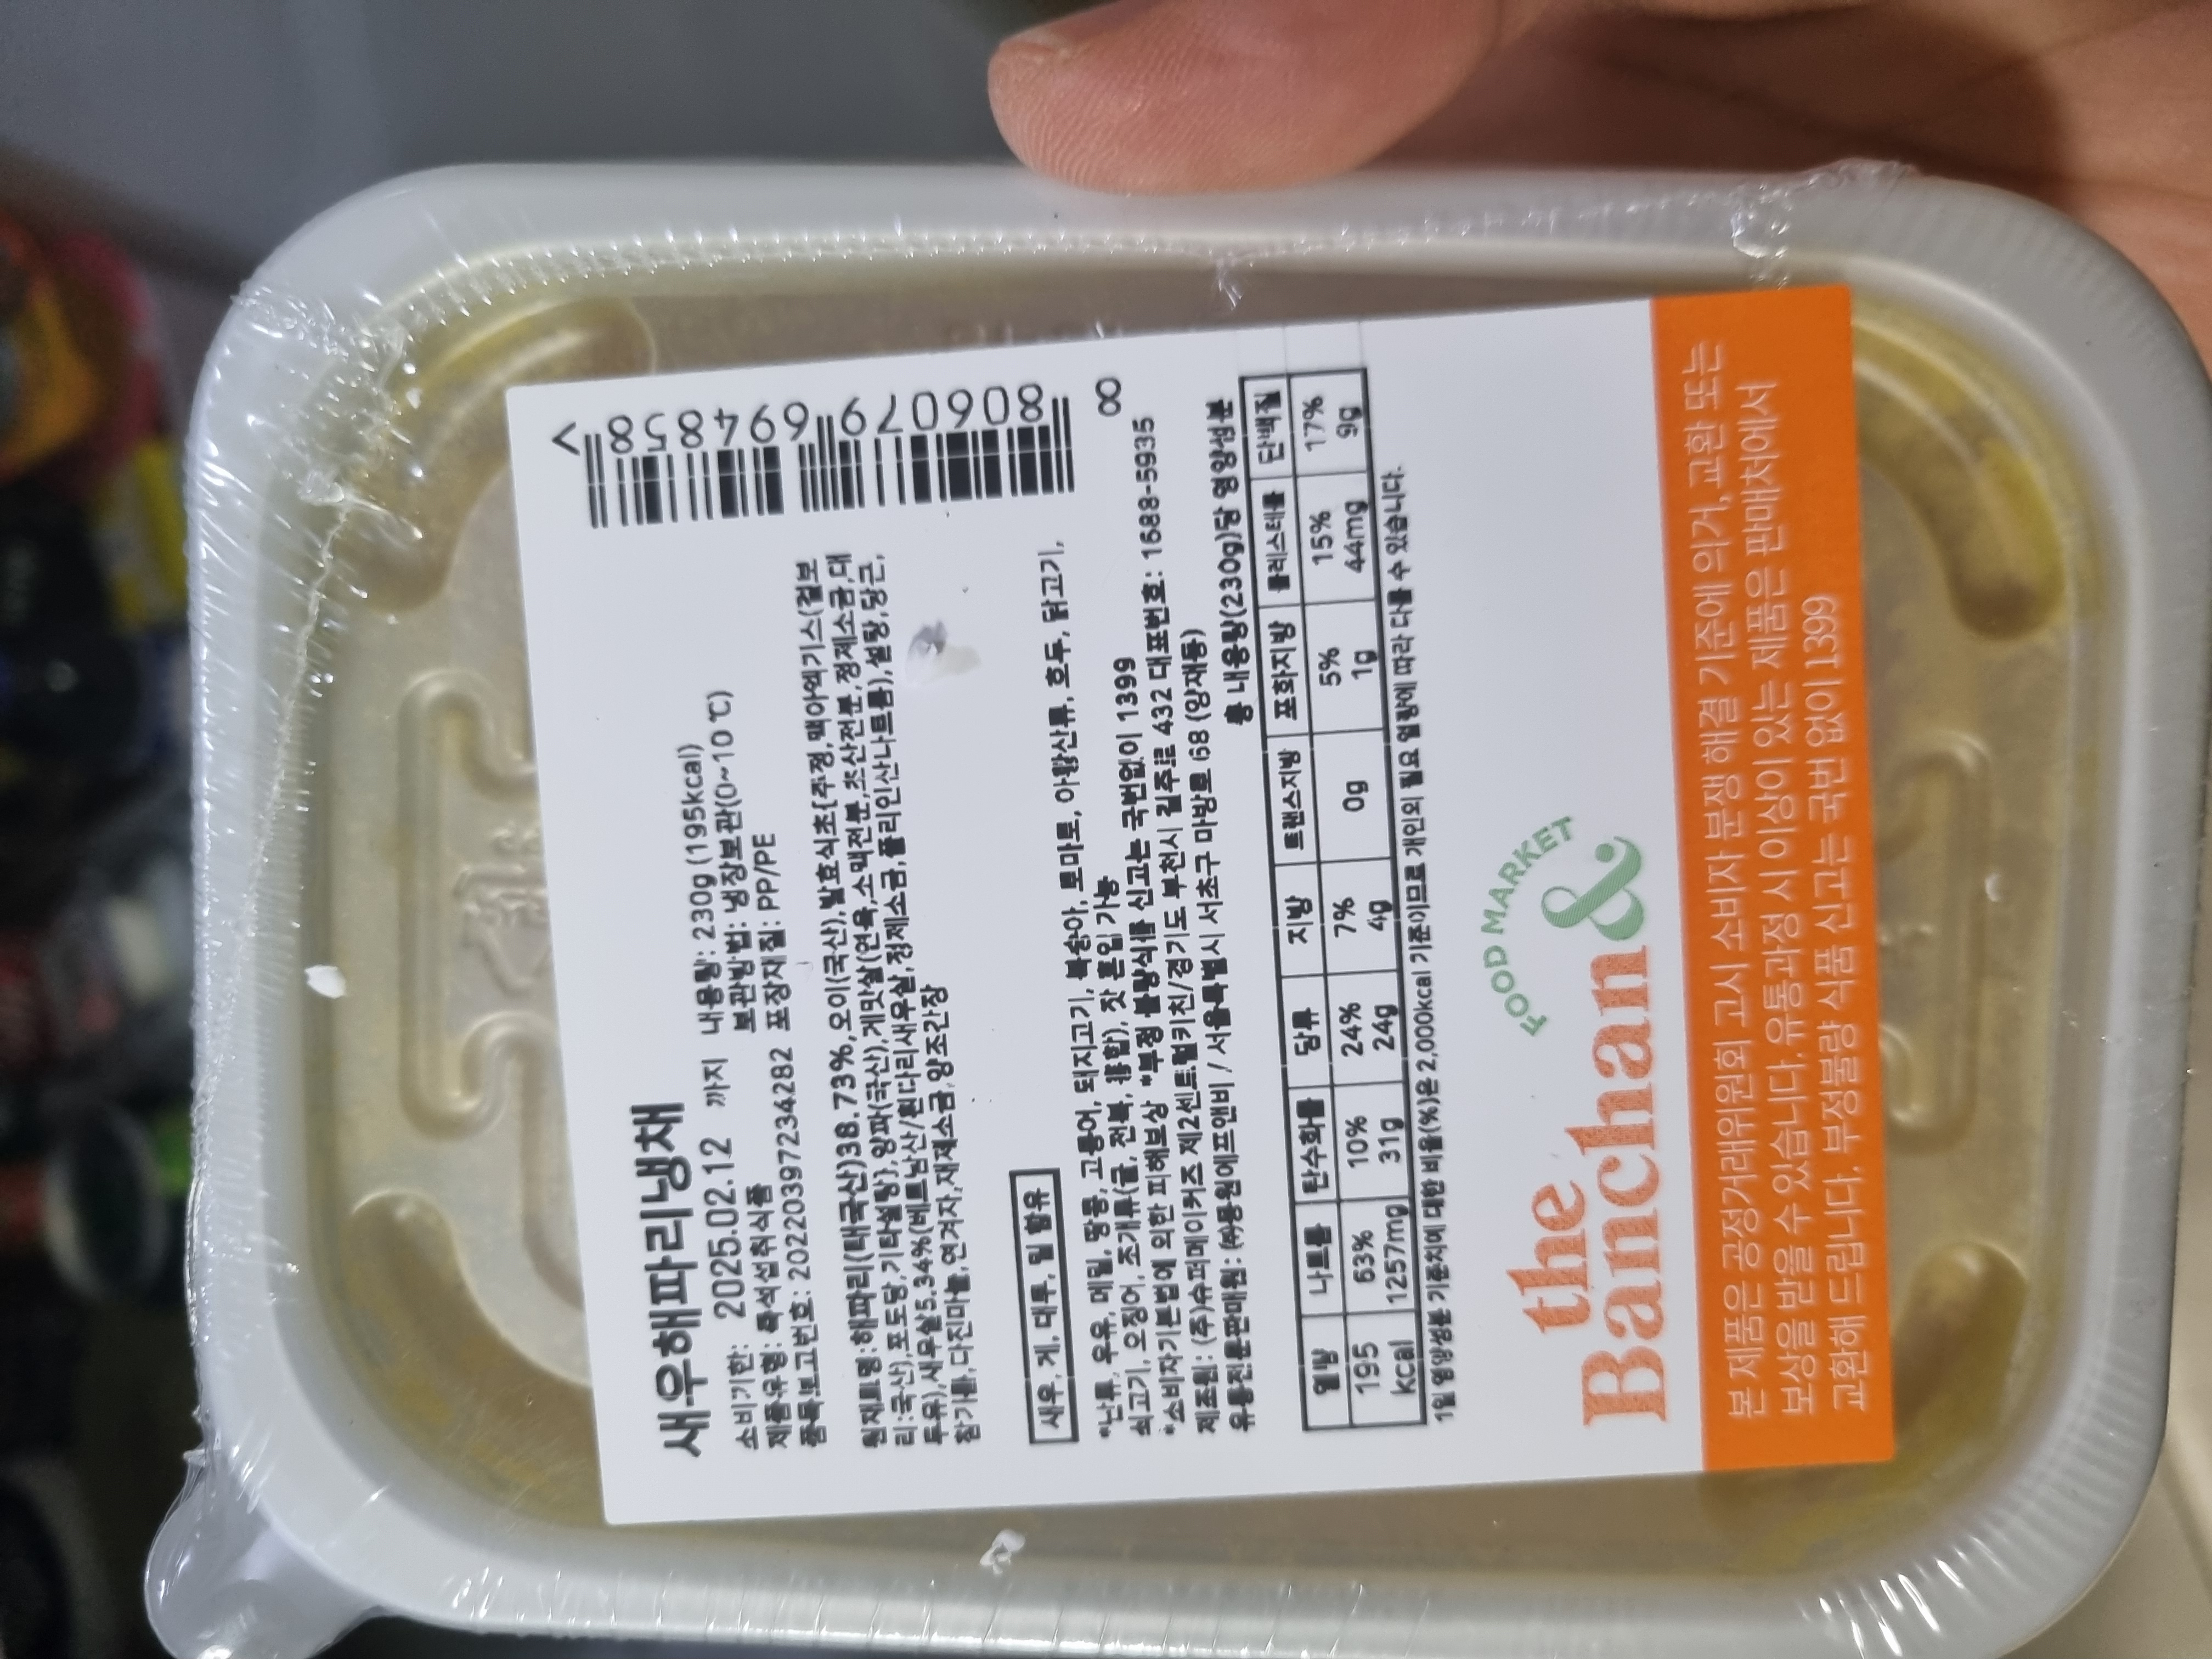 새우해파리냉채
소비기한: 2025.02.12 까지 내용량: 230g (195kcal)
제품유형: 즉석섭취식품 보관방법: 냉장보관(0~10℃)
품목보고번호: 20220397234282 포장재질: PP/PE
원재료명:해파리(태국산)38.73%,오이(국산),발효식초{주정,맥아엑기스(겉보
리:국산),포도당,기타설탕},양파(국산),게맛살(연육,소맥전분,초산전분,정제소금,대
두유),새우살5.34%(베트남산/흰다리새우살,정제소금,폴리인산나트륨),설탕,당근,
참기름,다진마늘,연겨자,재제소금,양조간장
새우, 게, 대두, 밀 함유
*난류, 우유, 메밀, 땅콩, 고등어, 돼지고기, 복숭아, 토마토, 아황산류, 호두, 닭고기,
쇠고기, 오징어, 조개류(굴, 전복, 홍합), 잣 혼입 가능
*소비자기본법에 의한 피해보상 *부정 불량식품 신고는 국번없이 1399
제조원: (주)슈퍼메이커즈 제2센트럴키친/경기도 부천시 길주로 432 대표번호: 1688-5935
유통전문판매원: ㈜동원에프앤비 / 서울특별시 서초구 마방로 68 (양재동)
총 내용량(230g)당 영양성분
열량 나트륨 탄수화물 당류 지방 트랜스지방 포화지방 콜레스테롤 단백질
195 63% 10% 24% 7% 0g 5% 15% 17%
kcal 1257mg 31g 24g 4g 1g 44mg 9g
1일 영양성분 기준치에 대한 비율(%)은 2,000kcal 기준이므로 개인의 필요 열량에 따라 다를 수 있습니다.
8 806079 694858 >
FOOD MARKET
the
Banchan&
본 제품은 공정거래위원회 고시 소비자 분쟁 해결 기준에 의거, 교환 또는
보상을 받을 수 있습니다. 유통과정 시 이상이 있는 제품은 판매처에서
교환해 드립니다. 부정불량 식품 신고는 국번 없이 1399